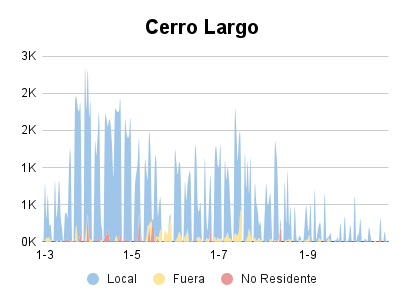 Cerro Largo
3K
2K
2K
1K
1K
0K
1-3
1-5
1-7
1-9
Local
Fuera
No Residente